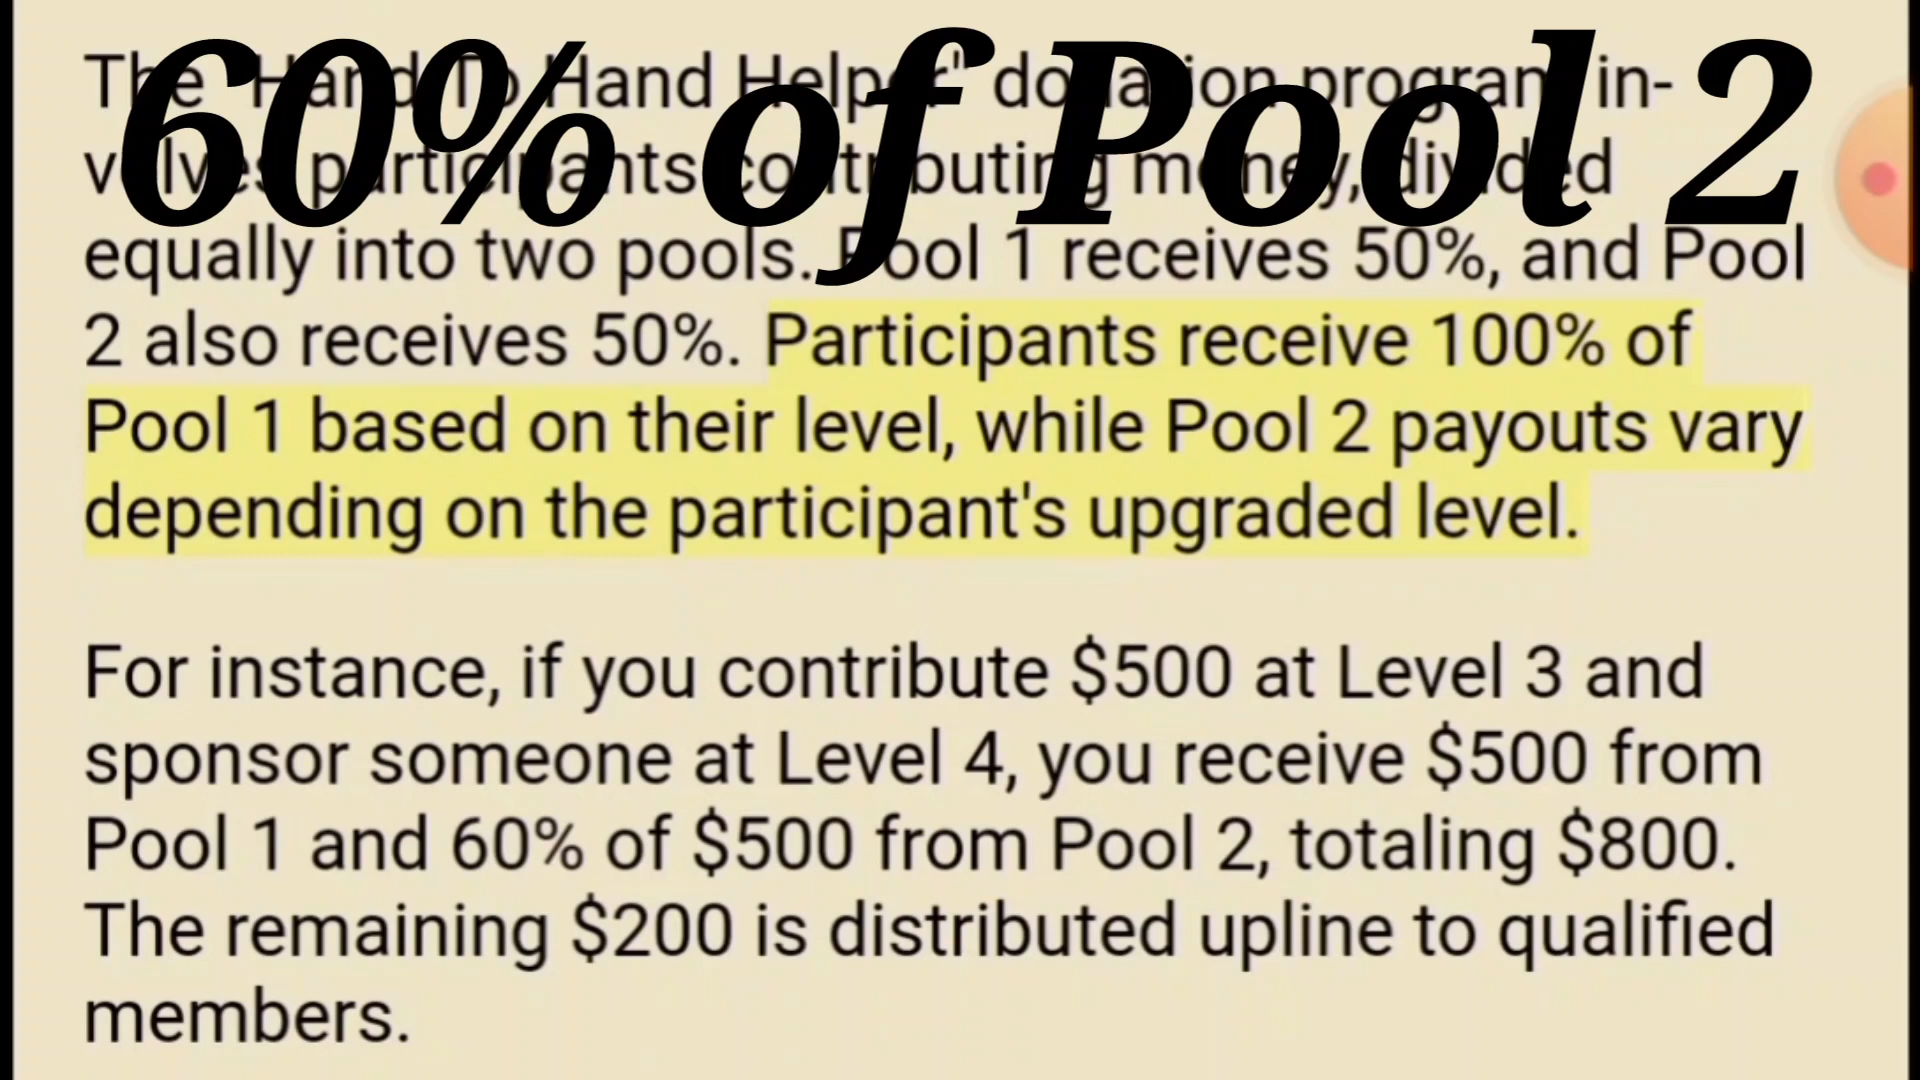 60% of Pool 2
The "Hand To Hand Helper" donation program in-
volves participants contributing money, divided
equally into two pools. Pool 1 receives 50%, and Pool
2 also receives 50%. Participants receive 100% of
Pool 1 based on their level, while Pool 2 payouts vary
depending on the participant's upgraded level.
For instance, if you contribute $500 at Level 3 and
sponsor someone at Level 4, you receive $500 from
Pool 1 and 60% of $500 from Pool 2, totaling $800.
The remaining $200 is distributed upline to qualified
members.